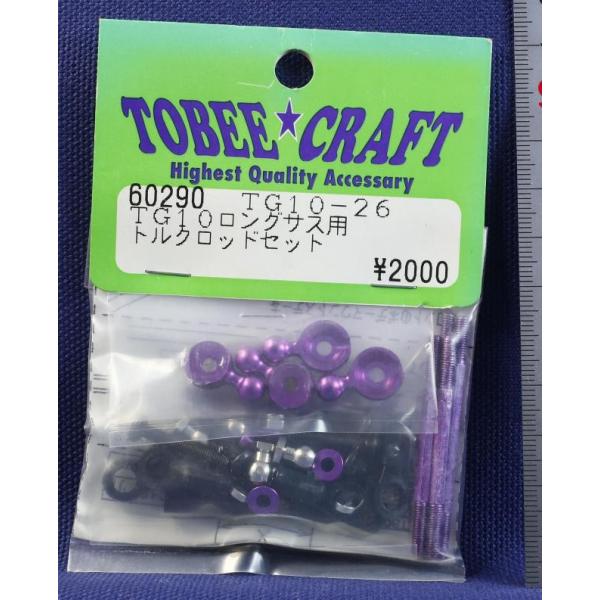 TOBEE★CRAFT
Highest Quality Accessary
60290 TG10-26
TG10ロングサス用
トルクロッドセット
¥2000